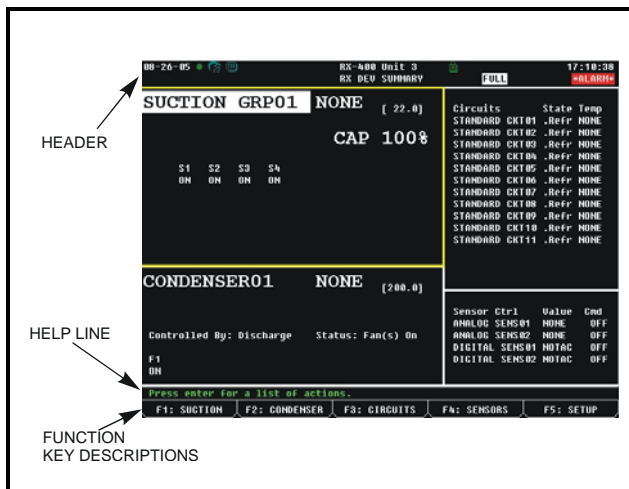 08-26-05 RX-400 Unit 3 17:10:38
RX DEV SUMMARY FULL *ALARM*
HEADER
SUCTION GRP01 NONE [ 22.0]
CAP 100%
S1 S2 S3 S4
ON ON ON ON
Circuits State Temp
STANDARD CKT01 .Refr NONE
STANDARD CKT02 .Refr NONE
STANDARD CKT03 .Refr NONE
STANDARD CKT04 .Refr NONE
STANDARD CKT05 .Refr NONE
STANDARD CKT06 .Refr NONE
STANDARD CKT07 .Refr NONE
STANDARD CKT08 .Refr NONE
STANDARD CKT09 .Refr NONE
STANDARD CKT10 .Refr NONE
STANDARD CKT11 .Refr NONE
CONDENSER01 NONE [200.0]
Controlled By: Discharge Status: Fan(s) On
F1
ON
Sensor Ctrl Value Cmd
ANALOG SENS01 NONE OFF
ANALOG SENS02 NONE OFF
DIGITAL SENS01 NOTAC OFF
DIGITAL SENS02 NOTAC OFF
HELP LINE
Press enter for a list of actions.
F1: SUCTION F2: CONDENSER F3: CIRCUITS F4: SENSORS F5: SETUP
FUNCTION
KEY DESCRIPTIONS